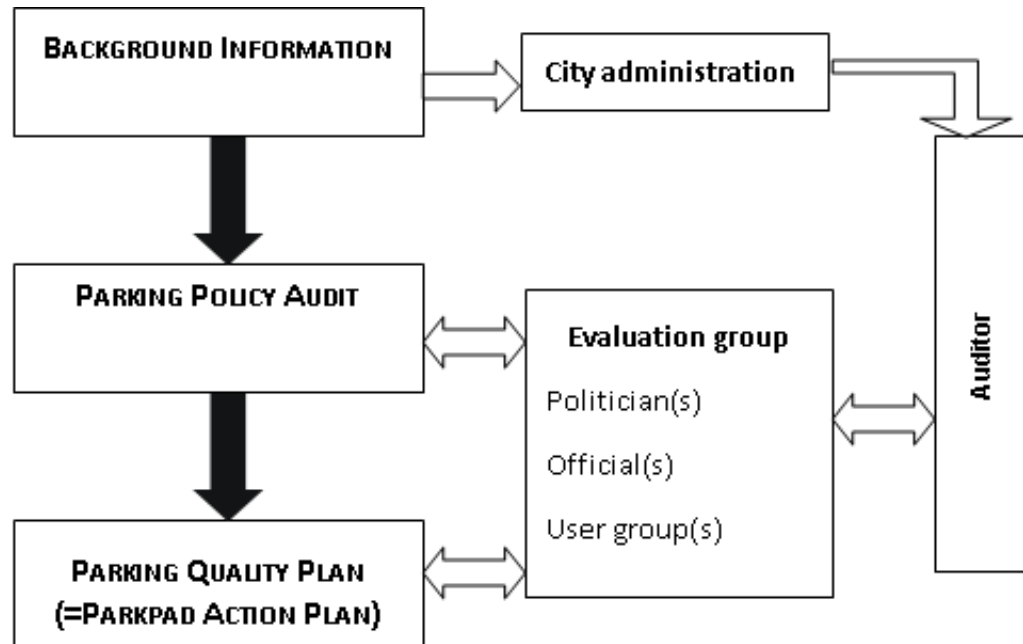 BACKGROUND INFORMATION
City administration
PARKING POLICY AUDIT
Evaluation group
Politician(s)
Official(s)
User group(s)
Auditor
PARKING QUALITY PLAN
(=PARKPAD ACTION PLAN)